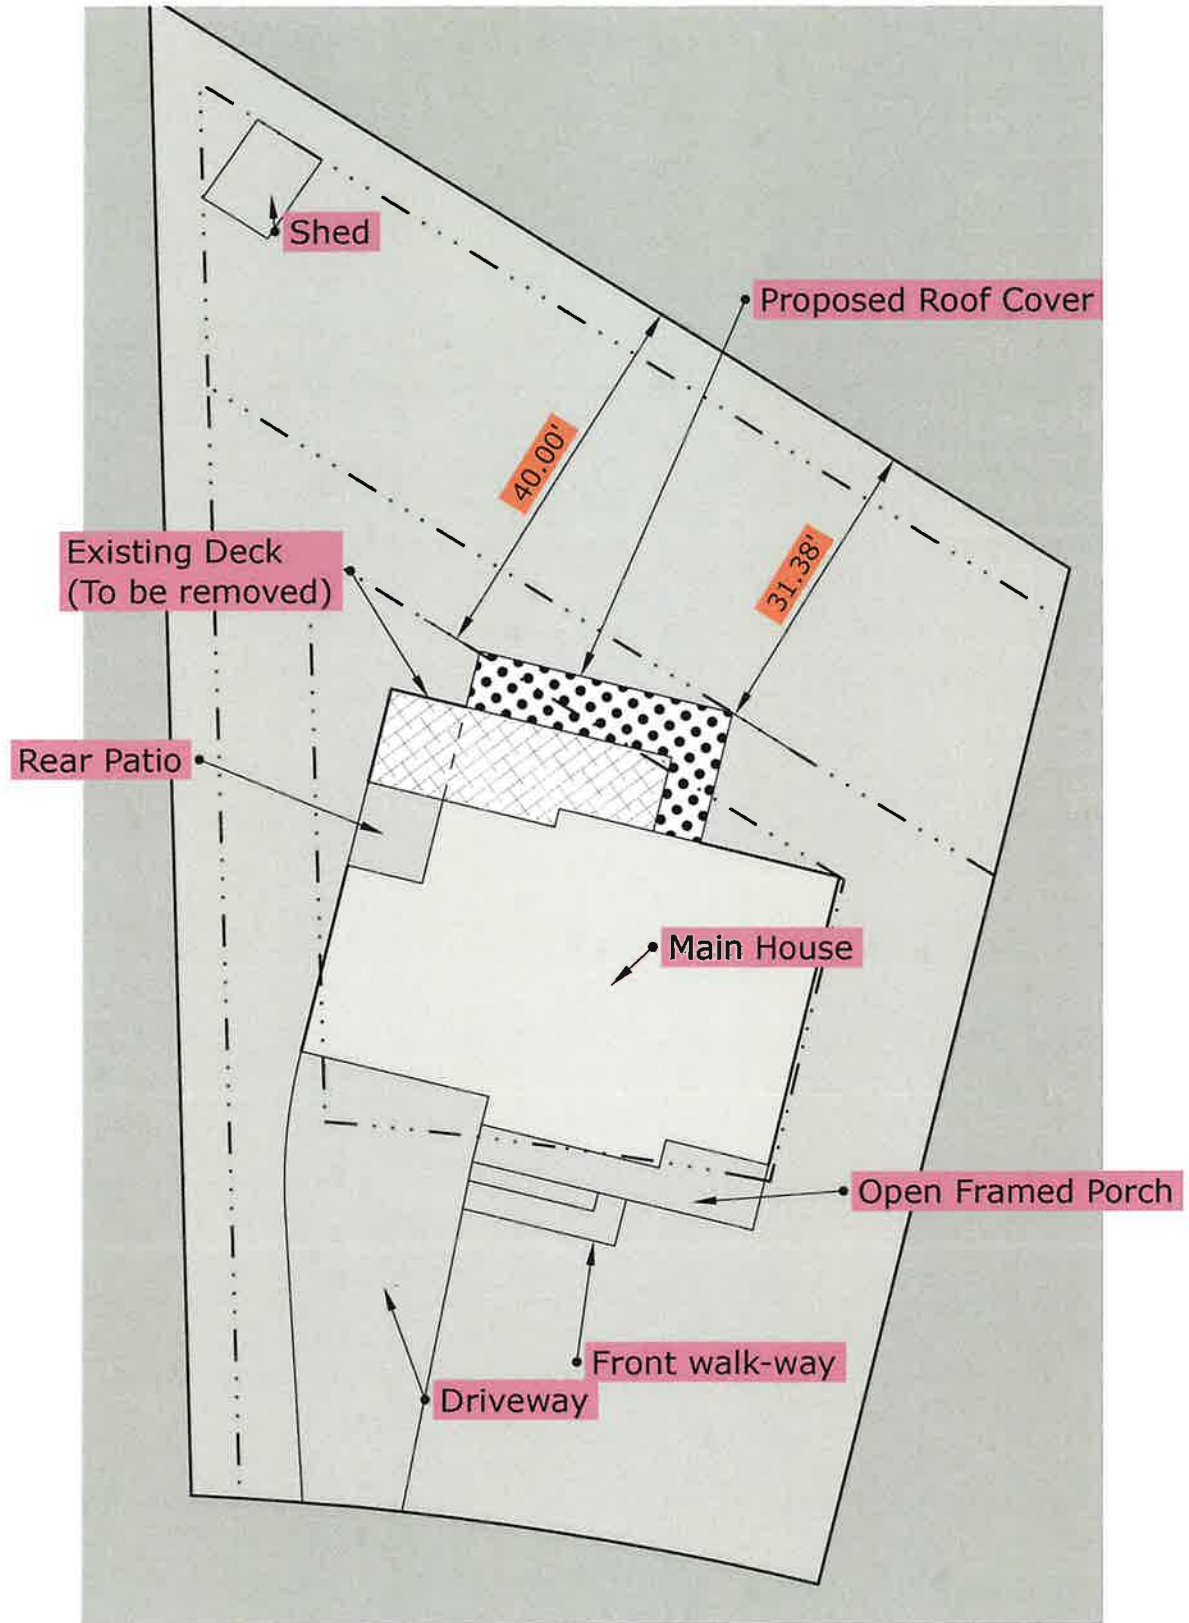 Shed
Proposed Roof Cover
40.00'
31.38'
Existing Deck
(To be removed)
Rear Patio
Main House
Open Framed Porch
Front walk-way
Driveway